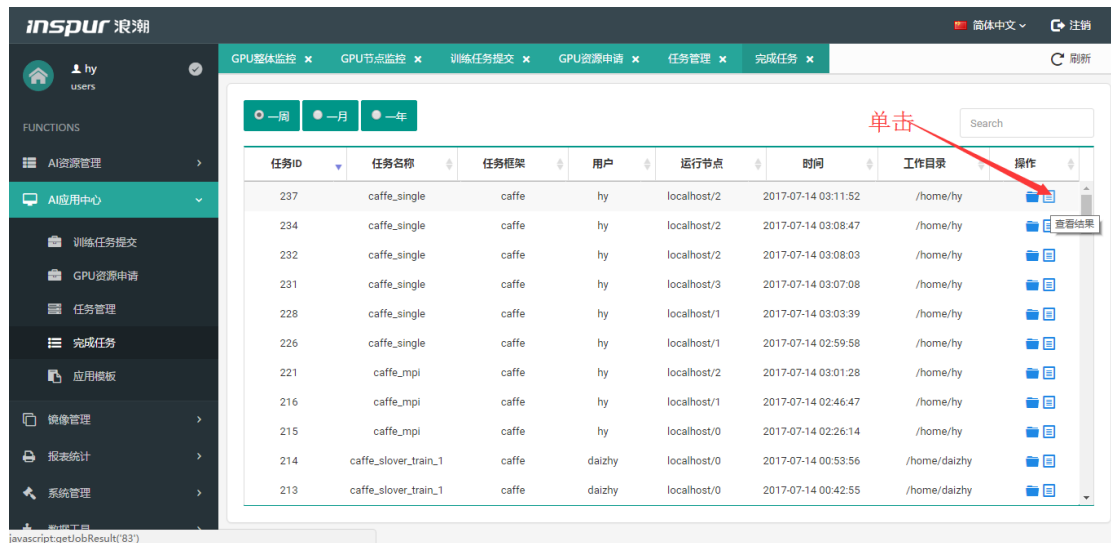 inspur 浪潮
简体中文 注销
hy
users
GPU整体监控 × GPU节点监控 × 训练任务提交 × GPU资源申请 × 任务管理 × 完成任务 × 刷新
FUNCTIONS
AI资源管理
AI应用中心
训练任务提交
GPU资源申请
任务管理
完成任务
应用模板
镜像管理
报表统计
系统管理
数据工具
一周 一月 一年
单击
Search
任务ID 任务名称 任务框架 用户 运行节点 时间 工作目录 操作
237 caffe_single caffe hy localhost/2 2017-07-14 03:11:52 /home/hy
查看结果
234 caffe_single caffe hy localhost/2 2017-07-14 03:08:47 /home/hy
232 caffe_single caffe hy localhost/2 2017-07-14 03:08:03 /home/hy
231 caffe_single caffe hy localhost/3 2017-07-14 03:07:08 /home/hy
228 caffe_single caffe hy localhost/1 2017-07-14 03:03:39 /home/hy
226 caffe_single caffe hy localhost/1 2017-07-14 02:59:58 /home/hy
221 caffe_mpi caffe hy localhost/2 2017-07-14 03:01:28 /home/hy
216 caffe_mpi caffe hy localhost/1 2017-07-14 02:46:47 /home/hy
215 caffe_mpi caffe hy localhost/0 2017-07-14 02:26:14 /home/hy
214 caffe_slover_train_1 caffe daizhy localhost/0 2017-07-14 00:53:56 /home/daizhy
213 caffe_slover_train_1 caffe daizhy localhost/0 2017-07-14 00:42:55 /home/daizhy
javascript:getJobResult('83')